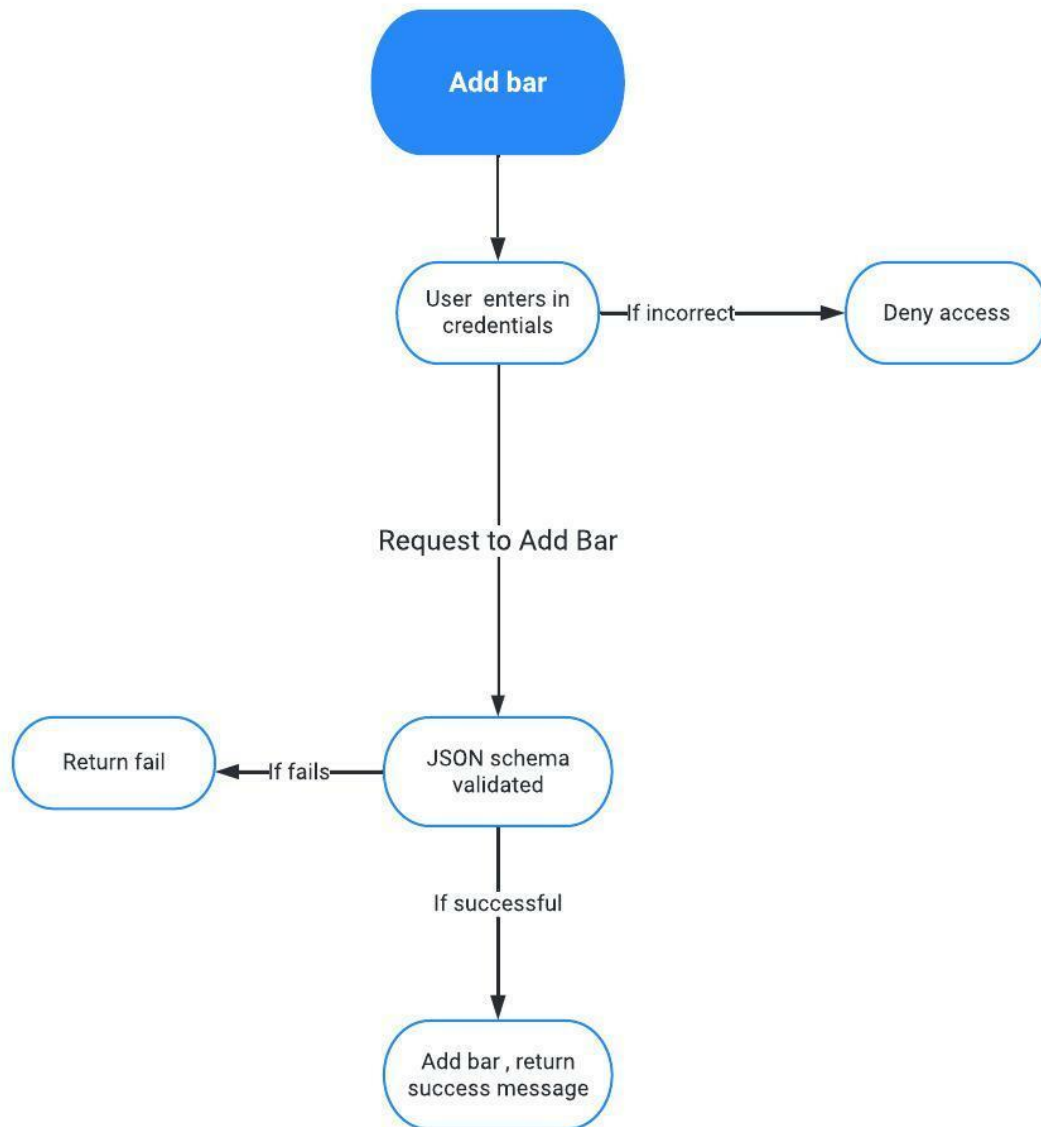 Add bar
User enters in
credentials
If incorrect
Deny access
Request to Add Bar
Return fail
If fails
JSON schema
validated
If successful
Add bar , return
success message